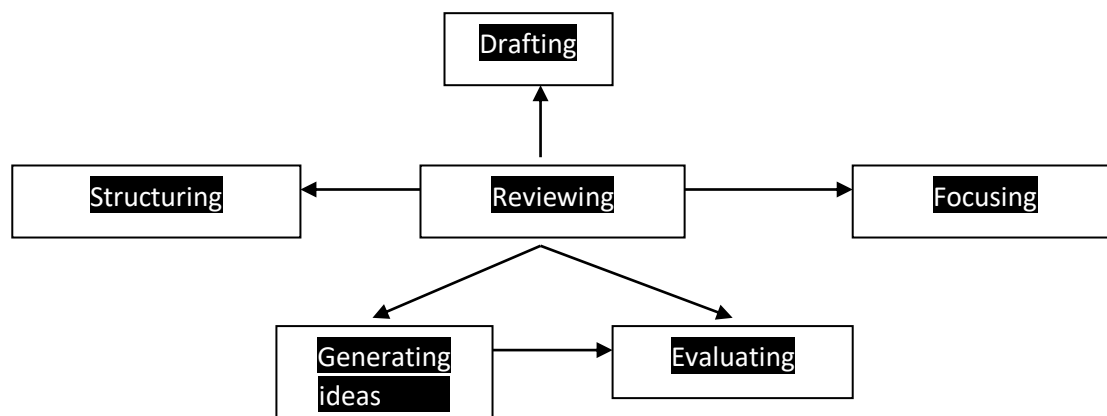 Drafting
Structuring
Reviewing
Focusing
Generating
ideas
Evaluating